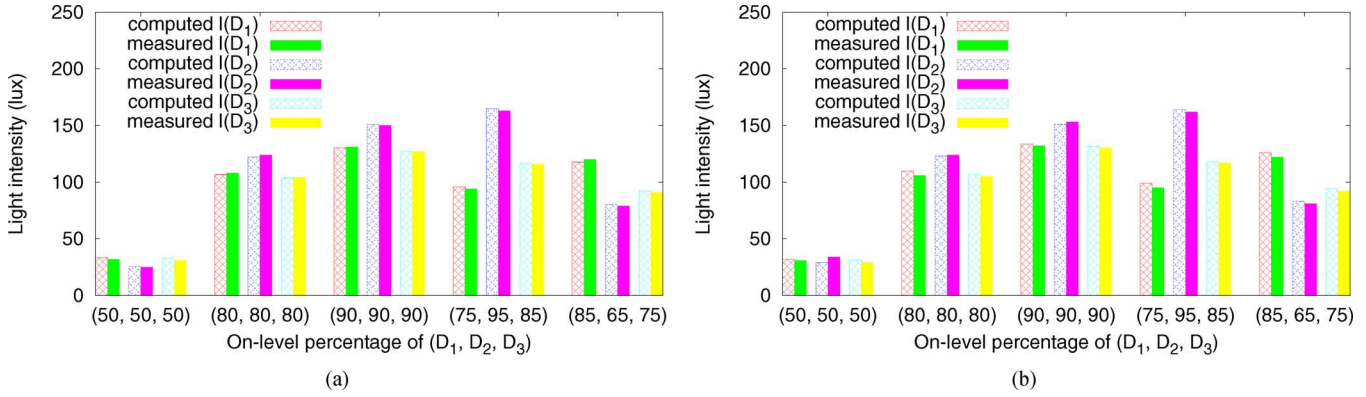 250
200
150
100
50
0
Light intensity (lux)
computed I(D₁)
measured I(D₁)
computed I(D₂)
measured I(D₂)
computed I(D₃)
measured I(D₃)
(50, 50, 50) (80, 80, 80) (90, 90, 90) (75, 95, 85) (85, 65, 75)
On-level percentage of (D₁, D₂, D₃)
(a)
250
200
150
100
50
0
Light intensity (lux)
computed I(D₁)
measured I(D₁)
computed I(D₂)
measured I(D₂)
computed I(D₃)
measured I(D₃)
(50, 50, 50) (80, 80, 80) (90, 90, 90) (75, 95, 85) (85, 65, 75)
On-level percentage of (D₁, D₂, D₃)
(b)